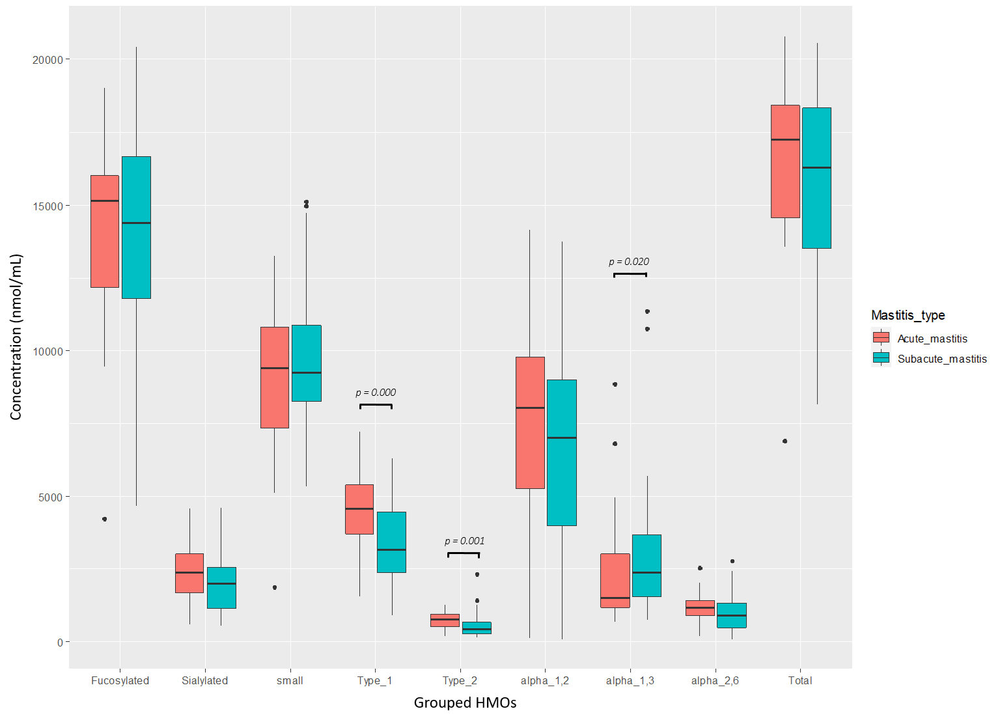 20000
15000
10000
5000
0
Concentration (nmol/mL)
p = 0.020
p = 0.000
p = 0.001
Fucosylated
Sialylated
small
Type_1
Type_2
alpha_1,2
alpha_1,3
alpha_2,6
Total
Grouped HMOs
Mastitis_type
Acute_mastitis
Subacute_mastitis